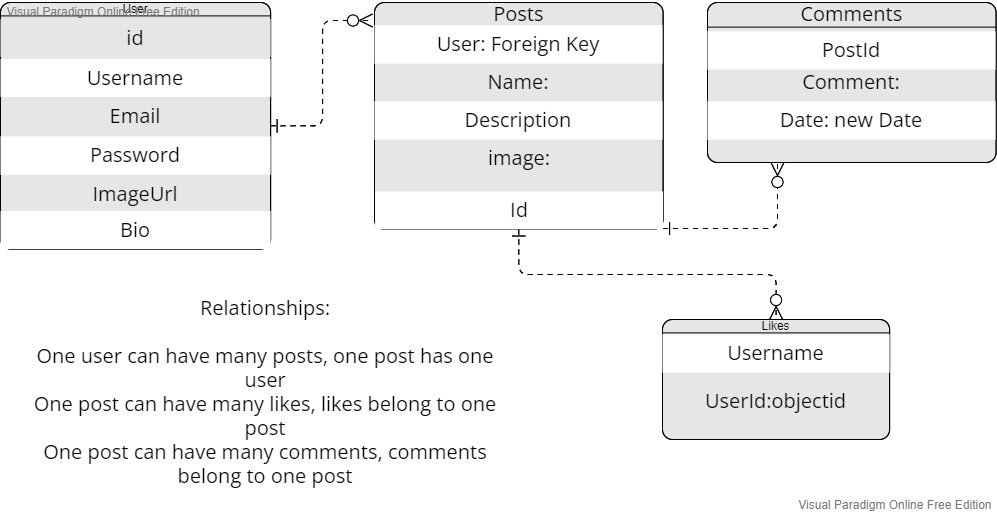 Visual Paradigm Online Free Edition
User
id
Username
Email
Password
ImageUrl
Bio
Posts
User: Foreign Key
Name:
Description
image:
Id
Comments
PostId
Comment:
Date: new Date
Likes
Username
UserId:objectid
Relationships:
One user can have many posts, one post has one
user
One post can have many likes, likes belong to one
post
One post can have many comments, comments
belong to one post
Visual Paradigm Online Free Edition